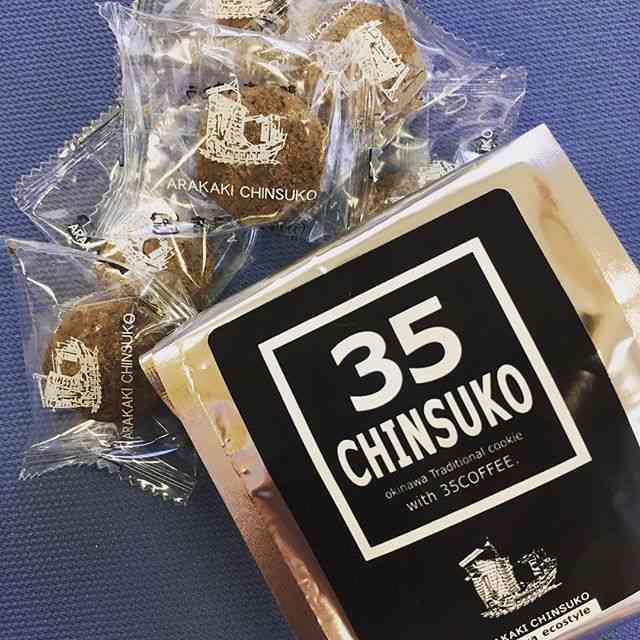 ARAKAKI CHINSUKO
ARAKAKI CHINSUKO
35
CHINSUKO
okinawa Traditional cookie
with 35COFFEE.
ARAKAKI CHINSUKO
ecostyle